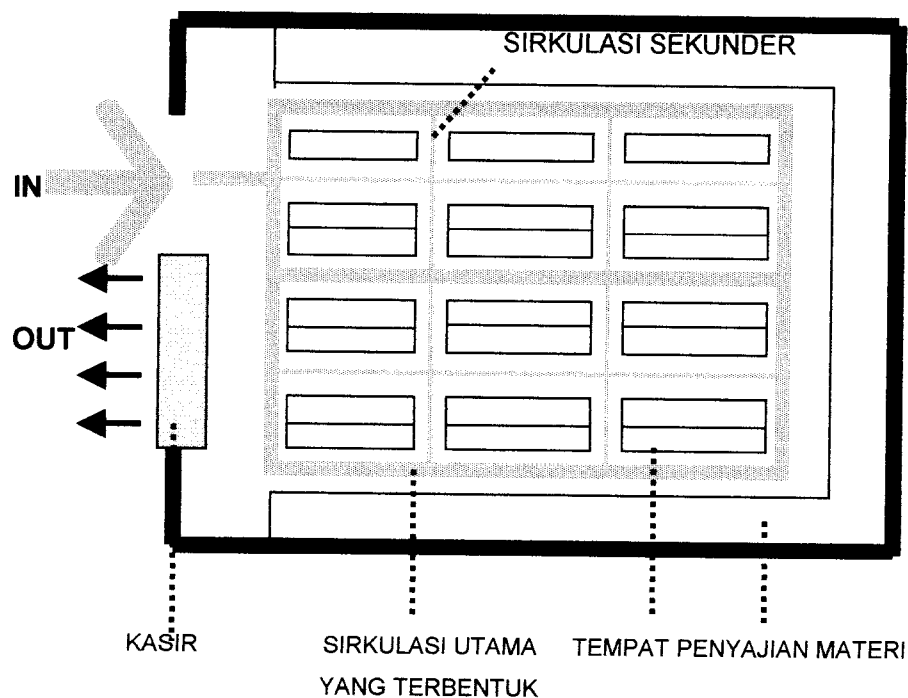 SIRKULASI SEKUNDER
IN
OUT
KASIR
SIRKULASI UTAMA
YANG TERBENTUK
TEMPAT PENYAJIAN MATERI